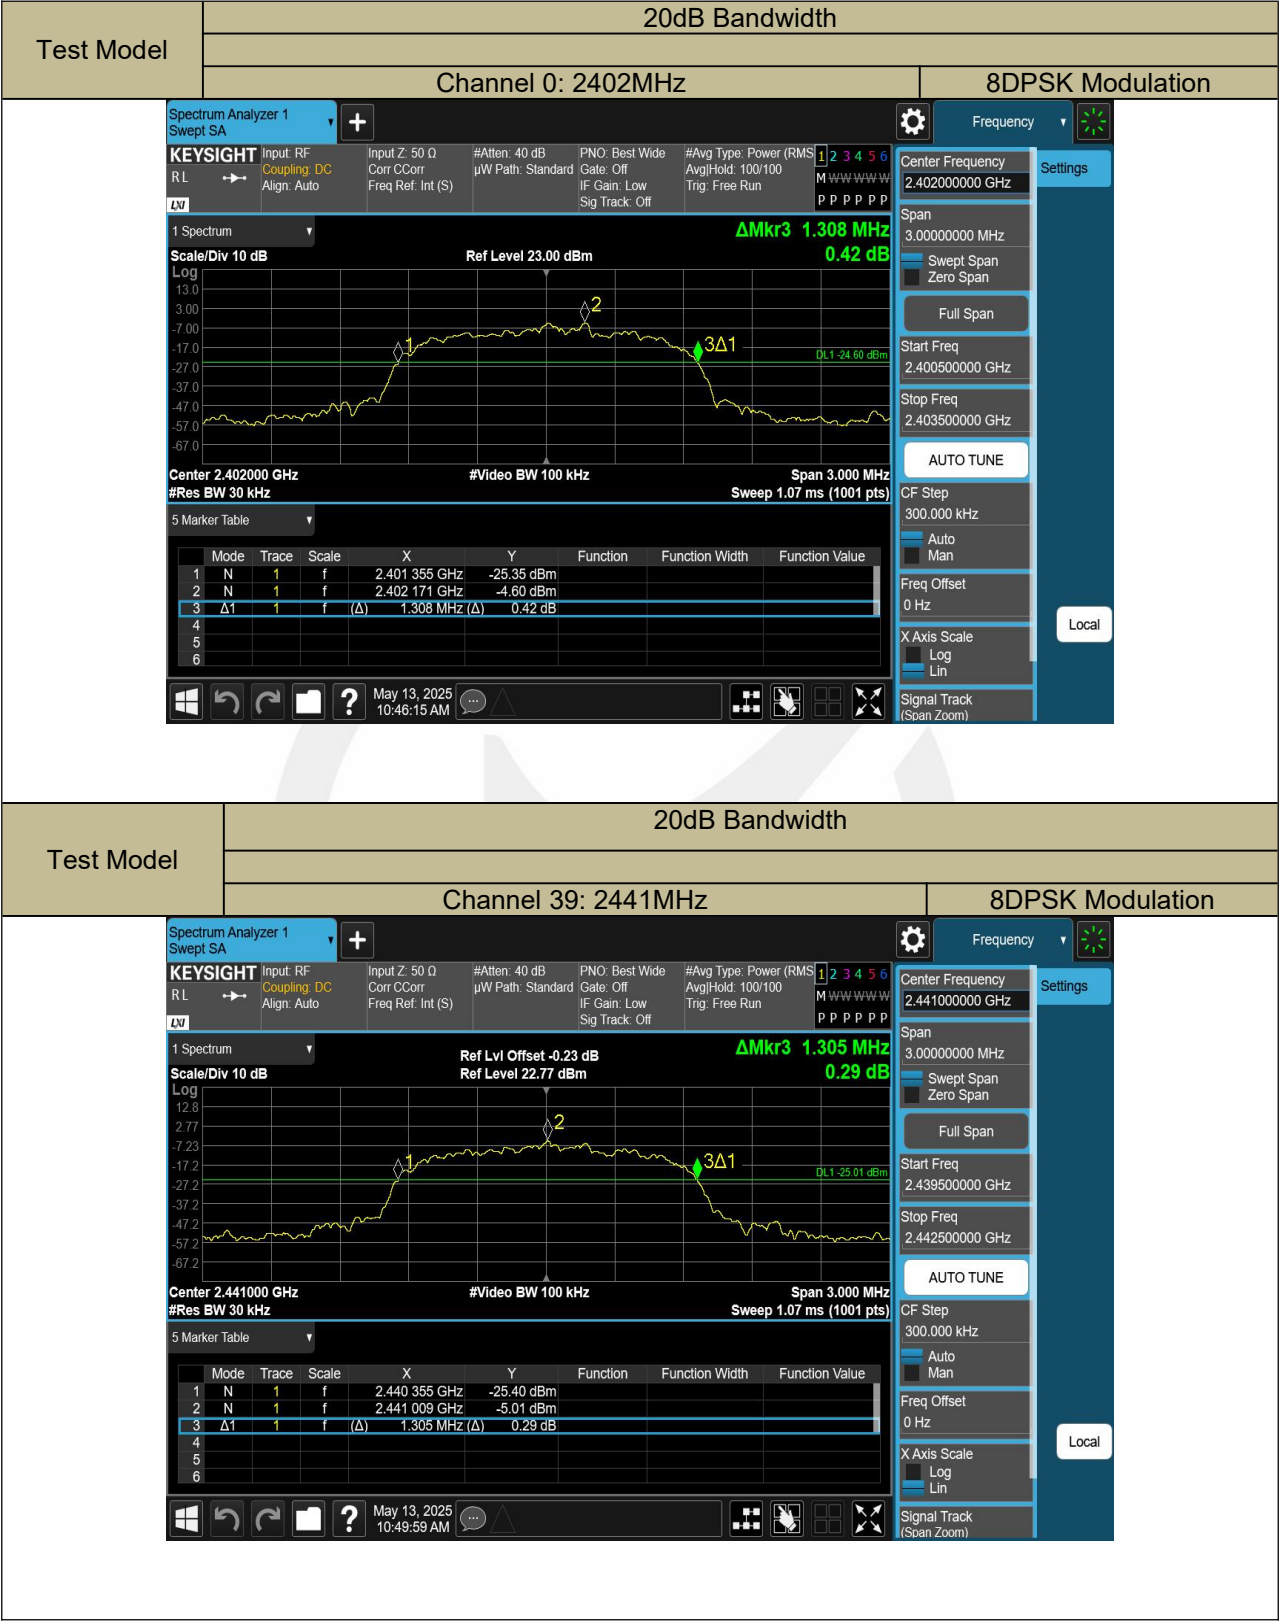 20dB Bandwidth
Test Model
Channel 0: 2402MHz 8DPSK Modulation
Spectrum Analyzer 1
Swept SA
Frequency
KEYSIGHT Input: RF Input Z: 50 Ω #Atten: 40 dB PNO: Best Wide #Avg Type: Power (RMS 1 2 3 4 5 6
R L Coupling: DC Corr CCorr µW Path: Standard Gate: Off Avg|Hold: 100/100 M W W W W W
Align: Auto Freq Ref: Int (S) IF Gain: Low Trig: Free Run
LXI Sig Track: Off P P P P P P
Center Frequency
2.402000000 GHz
Settings
1 Spectrum
ΔMkr3 1.308 MHz
Scale/Div 10 dB Ref Level 23.00 dBm 0.42 dB
Log
13.0
3.00
-7.00
-17.0
-27.0
-37.0
-47.0
-57.0
-67.0
1
2
3Δ1
DL1 -24.60 dBm
Center 2.402000 GHz #Video BW 100 kHz Span 3.000 MHz
#Res BW 30 kHz Sweep 1.07 ms (1001 pts)
Span
3.00000000 MHz
Swept Span
Zero Span
Full Span
Start Freq
2.400500000 GHz
Stop Freq
2.403500000 GHz
AUTO TUNE
CF Step
300.000 kHz
Auto
Man
Freq Offset
0 Hz
X Axis Scale
Log
Lin
Signal Track
(Span Zoom)
Local
5 Marker Table
Mode Trace Scale X Y Function Function Width Function Value
1 N 1 f 2.401 355 GHz -25.35 dBm
2 N 1 f 2.402 171 GHz -4.60 dBm
3 Δ1 1 f (Δ) 1.308 MHz (Δ) 0.42 dB
4
5
6
? May 13, 2025
10:46:15 AM
20dB Bandwidth
Test Model
Channel 39: 2441MHz 8DPSK Modulation
Spectrum Analyzer 1
Swept SA
Frequency
KEYSIGHT Input: RF Input Z: 50 Ω #Atten: 40 dB PNO: Best Wide #Avg Type: Power (RMS 1 2 3 4 5 6
R L Coupling: DC Corr CCorr µW Path: Standard Gate: Off Avg|Hold: 100/100 M W W W W W
Align: Auto Freq Ref: Int (S) IF Gain: Low Trig: Free Run
LXI Sig Track: Off P P P P P P
Center Frequency
2.441000000 GHz
Settings
1 Spectrum
Ref Lvl Offset -0.23 dB ΔMkr3 1.305 MHz
Scale/Div 10 dB Ref Level 22.77 dBm 0.29 dB
Log
12.8
2.77
-7.23
-17.2
-27.2
-37.2
-47.2
-57.2
-67.2
1
2
3Δ1
DL1 -25.01 dBm
Center 2.441000 GHz #Video BW 100 kHz Span 3.000 MHz
#Res BW 30 kHz Sweep 1.07 ms (1001 pts)
Span
3.00000000 MHz
Swept Span
Zero Span
Full Span
Start Freq
2.439500000 GHz
Stop Freq
2.442500000 GHz
AUTO TUNE
CF Step
300.000 kHz
Auto
Man
Freq Offset
0 Hz
X Axis Scale
Log
Lin
Signal Track
(Span Zoom)
Local
5 Marker Table
Mode Trace Scale X Y Function Function Width Function Value
1 N 1 f 2.440 355 GHz -25.40 dBm
2 N 1 f 2.441 009 GHz -5.01 dBm
3 Δ1 1 f (Δ) 1.305 MHz (Δ) 0.29 dB
4
5
6
? May 13, 2025
10:49:59 AM